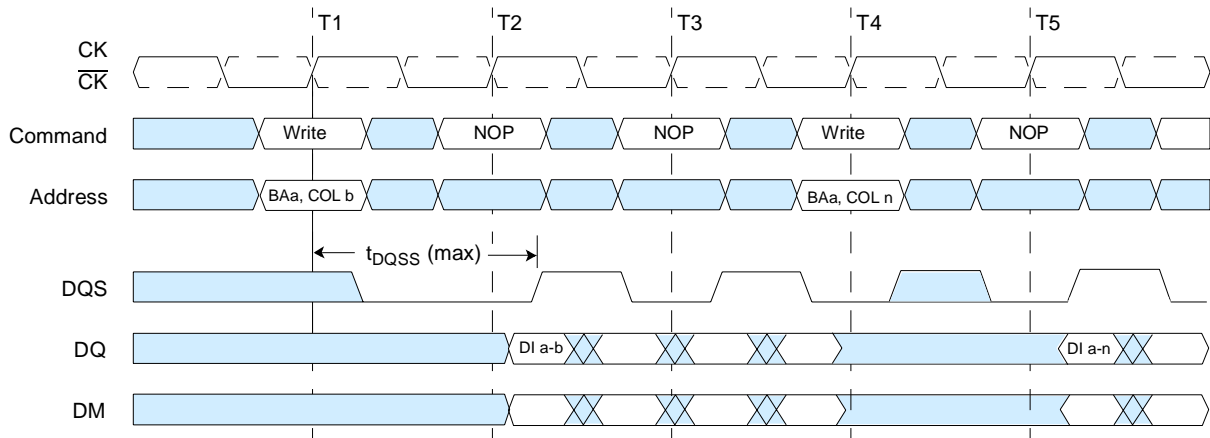 T1 T2 T3 T4 T5
CK
CK
Command Write NOP NOP Write NOP
Address BAa, COL b BAa, COL n
tDQSS (max)
DQS
DQ DI a-b DI a-n
DM